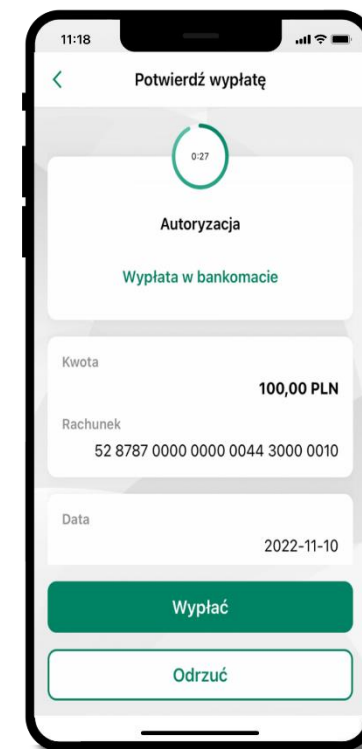 11:18
Potwierdź wypłatę
0:27
Autoryzacja
Wypłata w bankomacie
Kwota
100,00 PLN
Rachunek
52 8787 0000 0000 0044 3000 0010
Data
2022-11-10
Wypłać
Odrzuć